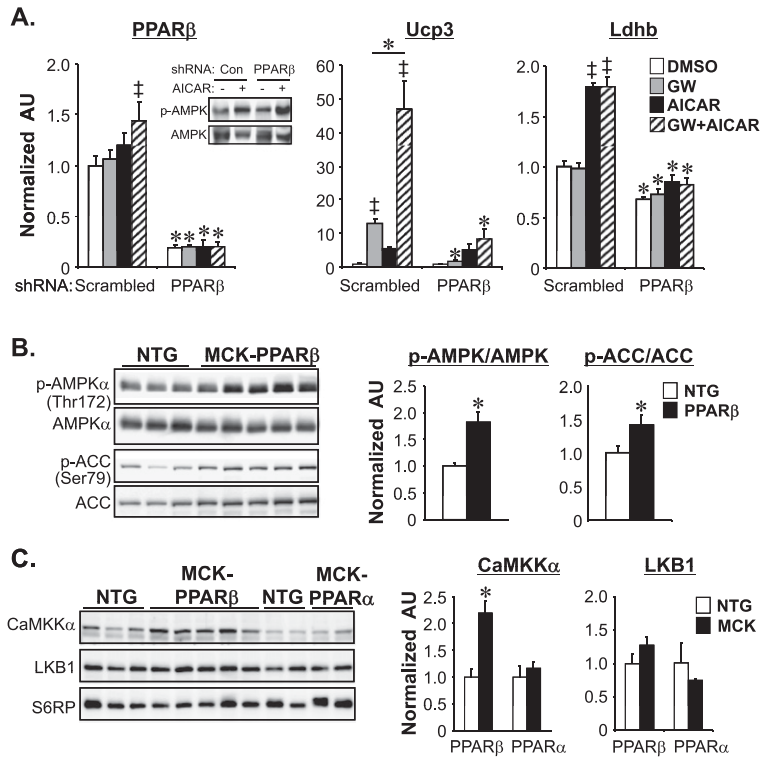 A.
PPARβ
Ucp3
Ldhb
shRNA: Con PPARβ
AICAR: - + - +
p-AMPK
AMPK
DMSO
GW
AICAR
GW+AICAR
Normalized AU
2.0
1.5
1.0
0.5
0
‡
** **
60
50
40
30
20
10
0
*
‡
‡
*
*
2.0
1.5
1.0
0.5
0
‡ ‡
* * * *
shRNA: Scrambled PPARβ
Scrambled PPARβ
Scrambled PPARβ
B.
NTG MCK-PPARβ
p-AMPKα
(Thr172)
AMPKα
p-ACC
(Ser79)
ACC
p-AMPK/AMPK
p-ACC/ACC
Normalized AU
2.5
2.0
1.5
1.0
0.5
0
*
2.0
1.5
1.0
0.5
0
*
NTG
PPARβ
C.
NTG MCK-PPARβ NTG MCK-PPARα
CaMKKα
LKB1
S6RP
CaMKKα
LKB1
Normalized AU
2.5
2.0
1.5
1.0
0.5
0
*
PPARβ PPARα
2.5
2.0
1.5
1.0
0.5
0
PPARβ PPARα
NTG
MCK